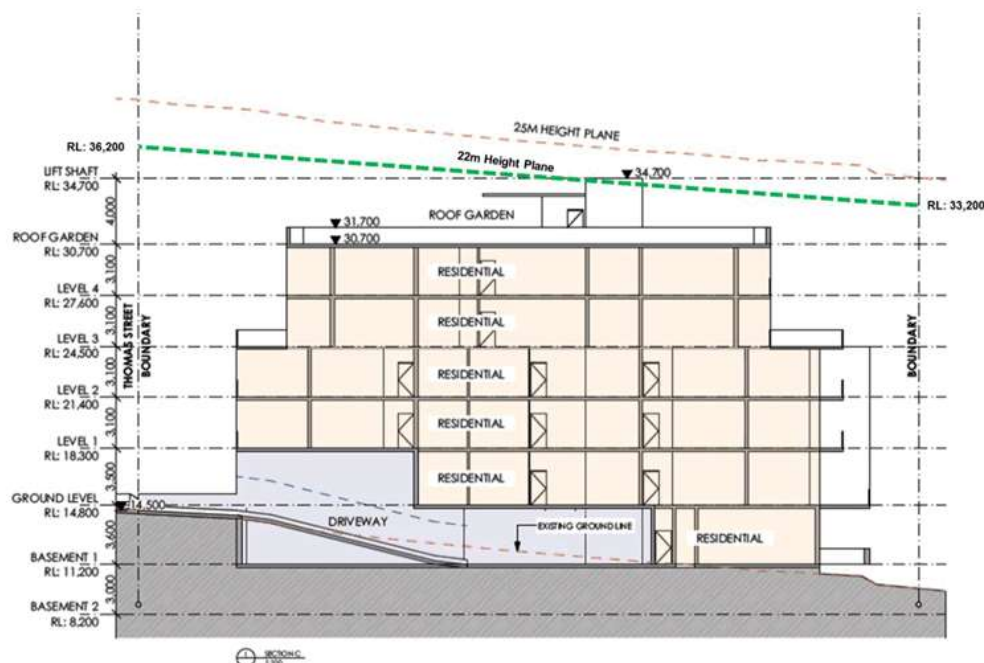 25M HEIGHT PLANE
RL: 36,200
22m Height Plane
LIFT SHAFT
RL: 34,700
34,700
RL: 33,200
4,000
ROOF GARDEN
31,700
ROOF GARDEN
30,700
RL: 30,700
3,100
RESIDENTIAL
LEVEL 4
RL: 27,600
3,100
RESIDENTIAL
LEVEL 3
RL: 24,500
THOMAS STREET
BOUNDARY
BOUNDARY
3,100
RESIDENTIAL
LEVEL 2
RL: 21,400
3,100
RESIDENTIAL
LEVEL 1
RL: 18,300
3,500
RESIDENTIAL
GROUND LEVEL
14,500
RL: 14,800
3,600
DRIVEWAY
EXISTING GROUND LINE
RESIDENTIAL
BASEMENT 1
RL: 11,200
3,000
BASEMENT 2
RL: 8,200
1
SECTION C